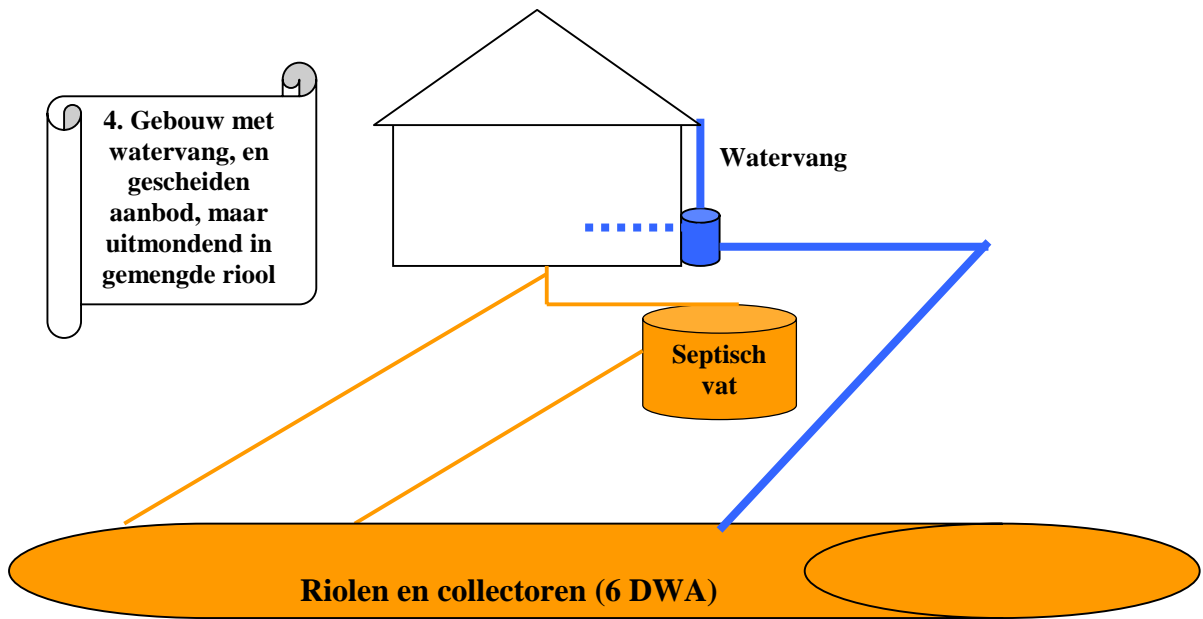 4. Gebouw met
watervang, en
gescheiden
aanbod, maar
uitmondend in
gemengde riool
Watervang
Septisch
vat
Riolen en collectoren (6 DWA)